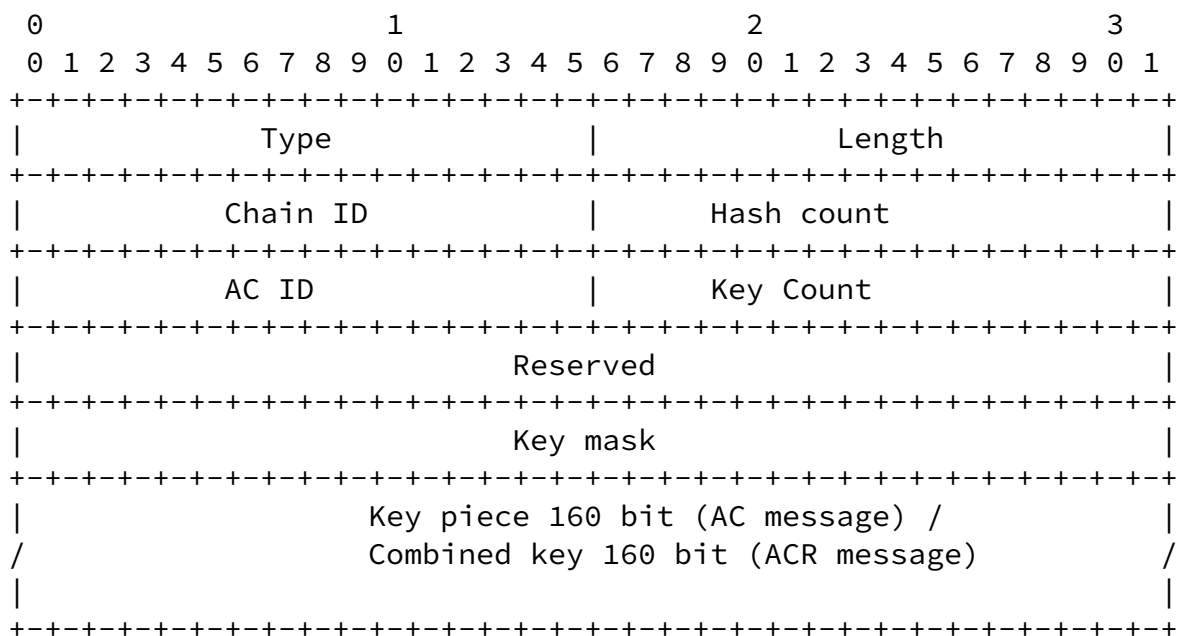 0                   1                   2                   3
 0 1 2 3 4 5 6 7 8 9 0 1 2 3 4 5 6 7 8 9 0 1 2 3 4 5 6 7 8 9 0 1
+-+-+-+-+-+-+-+-+-+-+-+-+-+-+-+-+-+-+-+-+-+-+-+-+-+-+-+-+-+-+-+-+
|             Type              |             Length            |
+-+-+-+-+-+-+-+-+-+-+-+-+-+-+-+-+-+-+-+-+-+-+-+-+-+-+-+-+-+-+-+-+
|           Chain ID            |      Hash count               |
+-+-+-+-+-+-+-+-+-+-+-+-+-+-+-+-+-+-+-+-+-+-+-+-+-+-+-+-+-+-+-+-+
|           AC ID               |      Key Count                |
+-+-+-+-+-+-+-+-+-+-+-+-+-+-+-+-+-+-+-+-+-+-+-+-+-+-+-+-+-+-+-+-+
|                           Reserved                            |
+-+-+-+-+-+-+-+-+-+-+-+-+-+-+-+-+-+-+-+-+-+-+-+-+-+-+-+-+-+-+-+-+
|                           Key mask                            |
+-+-+-+-+-+-+-+-+-+-+-+-+-+-+-+-+-+-+-+-+-+-+-+-+-+-+-+-+-+-+-+-+
|                   Key piece 160 bit (AC message) /            |
/                   Combined key 160 bit (ACR message)          /
|                                                               |
+-+-+-+-+-+-+-+-+-+-+-+-+-+-+-+-+-+-+-+-+-+-+-+-+-+-+-+-+-+-+-+-+